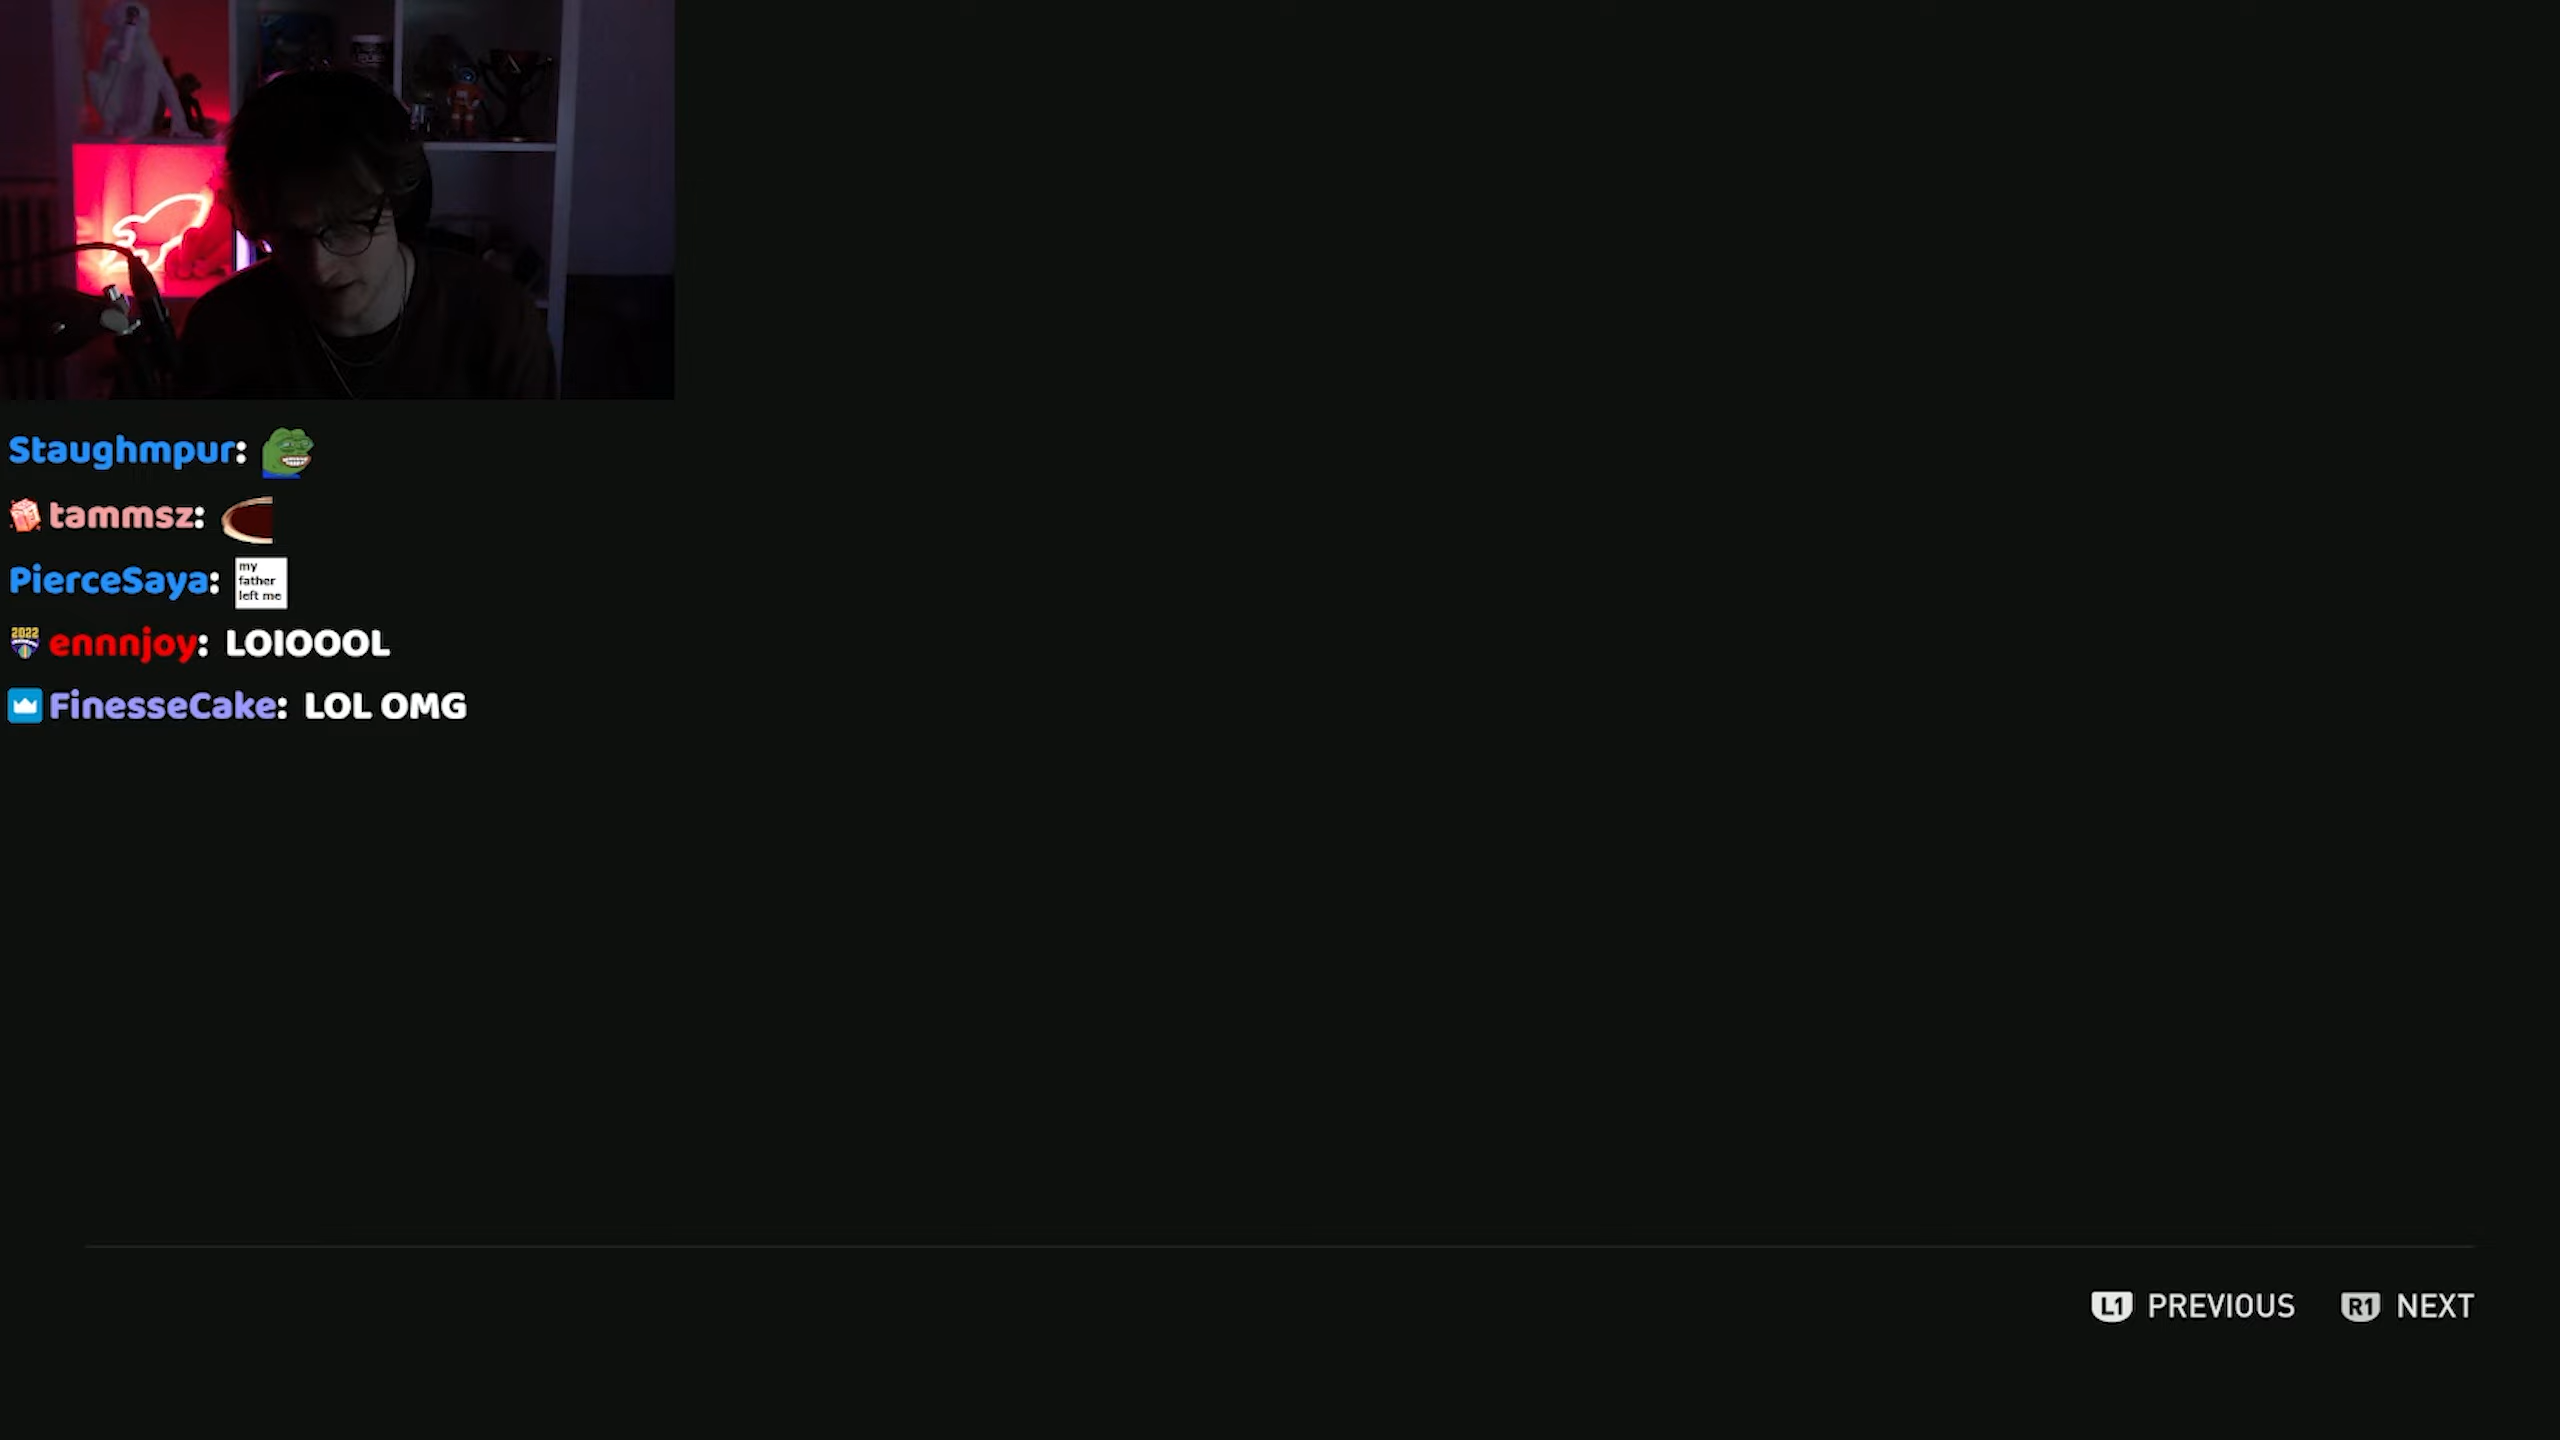 Staughmpur:
tammsz:
PierceSaya: my
father
left me
2022
ennnjoy: LOIOOOL
FinesseCake: LOL OMG
L1 PREVIOUS R1 NEXT